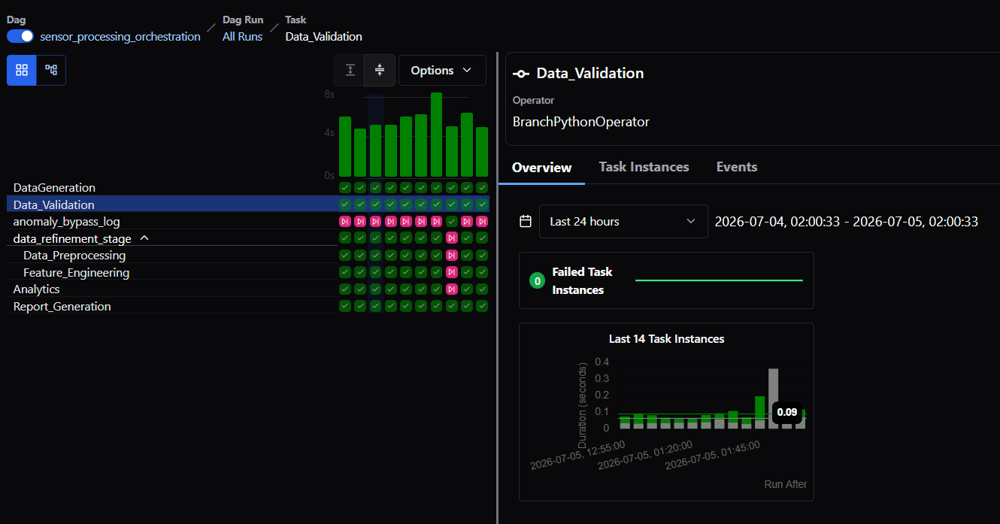 Dag
Dag Run
Task
sensor_processing_orchestration
All Runs
Data_Validation
Options
8s
4s
0s
DataGeneration
Data_Validation
anomaly_bypass_log
data_refinement_stage
Data_Preprocessing
Feature_Engineering
Analytics
Report_Generation
Data_Validation
Operator
BranchPythonOperator
Overview
Task Instances
Events
Last 24 hours
2026-07-04, 02:00:33 - 2026-07-05, 02:00:33
0
Failed Task
Instances
Last 14 Task Instances
Duration (seconds)
0.4
0.3
0.2
0.1
0
0.09
2026-07-05, 12:55:00
2026-07-05, 01:20:00
2026-07-05, 01:45:00
Run After